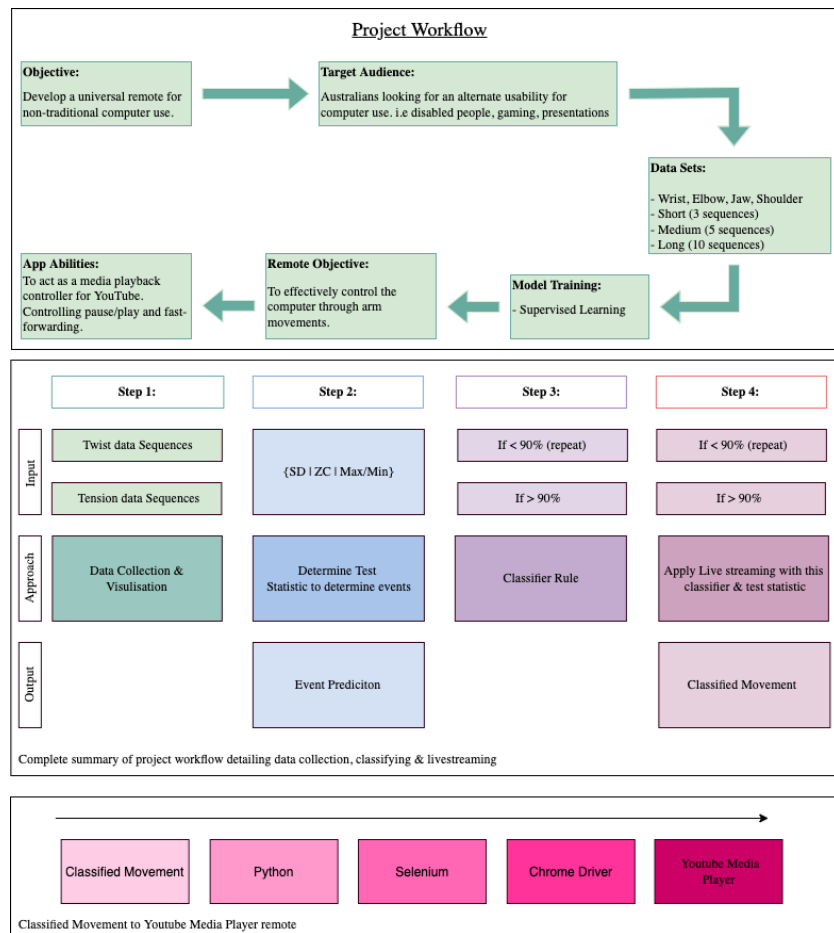 Project Workflow
Objective:
Develop a universal remote for
non-traditional computer use.
Target Audience:
Australians looking for an alternate usability for
computer use. i.e disabled people, gaming, presentations
Data Sets:
- Wrist, Elbow, Jaw, Shoulder
- Short (3 sequences)
- Medium (5 sequences)
- Long (10 sequences)
Model Training:
- Supervised Learning
Remote Objective:
To effectively control the
computer through arm
movements.
App Abilities:
To act as a media playback
controller for YouTube.
Controlling pause/play and fast-
forwarding.
Step 1:
Step 2:
Step 3:
Step 4:
Input
Twist data Sequences
Tension data Sequences
{SD | ZC | Max/Min}
If < 90% (repeat)
If > 90%
If < 90% (repeat)
If > 90%
Approach
Data Collection &
Visulisation
Determine Test
Statistic to determine events
Classifier Rule
Apply Live streaming with this
classifier & test statistic
Output
Event Prediciton
Classified Movement
Complete summary of project workflow detailing data collection, classifying & livestreaming
Classified Movement
Python
Selenium
Chrome Driver
Youtube Media
Player
Classified Movement to Youtube Media Player remote